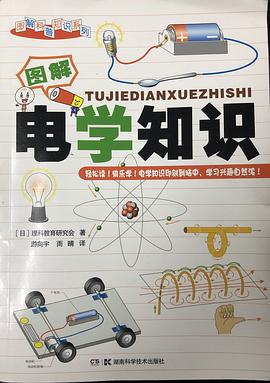 图解科普知识系列
图解
TUJIEDIANXUEZHISHI
电学知识
轻松读！快乐学！电学知识印刻到脑中、学习兴趣自然浓！
［日］理科教育研究会 著
游向宇 雨晴 译
湖南科学技术出版社